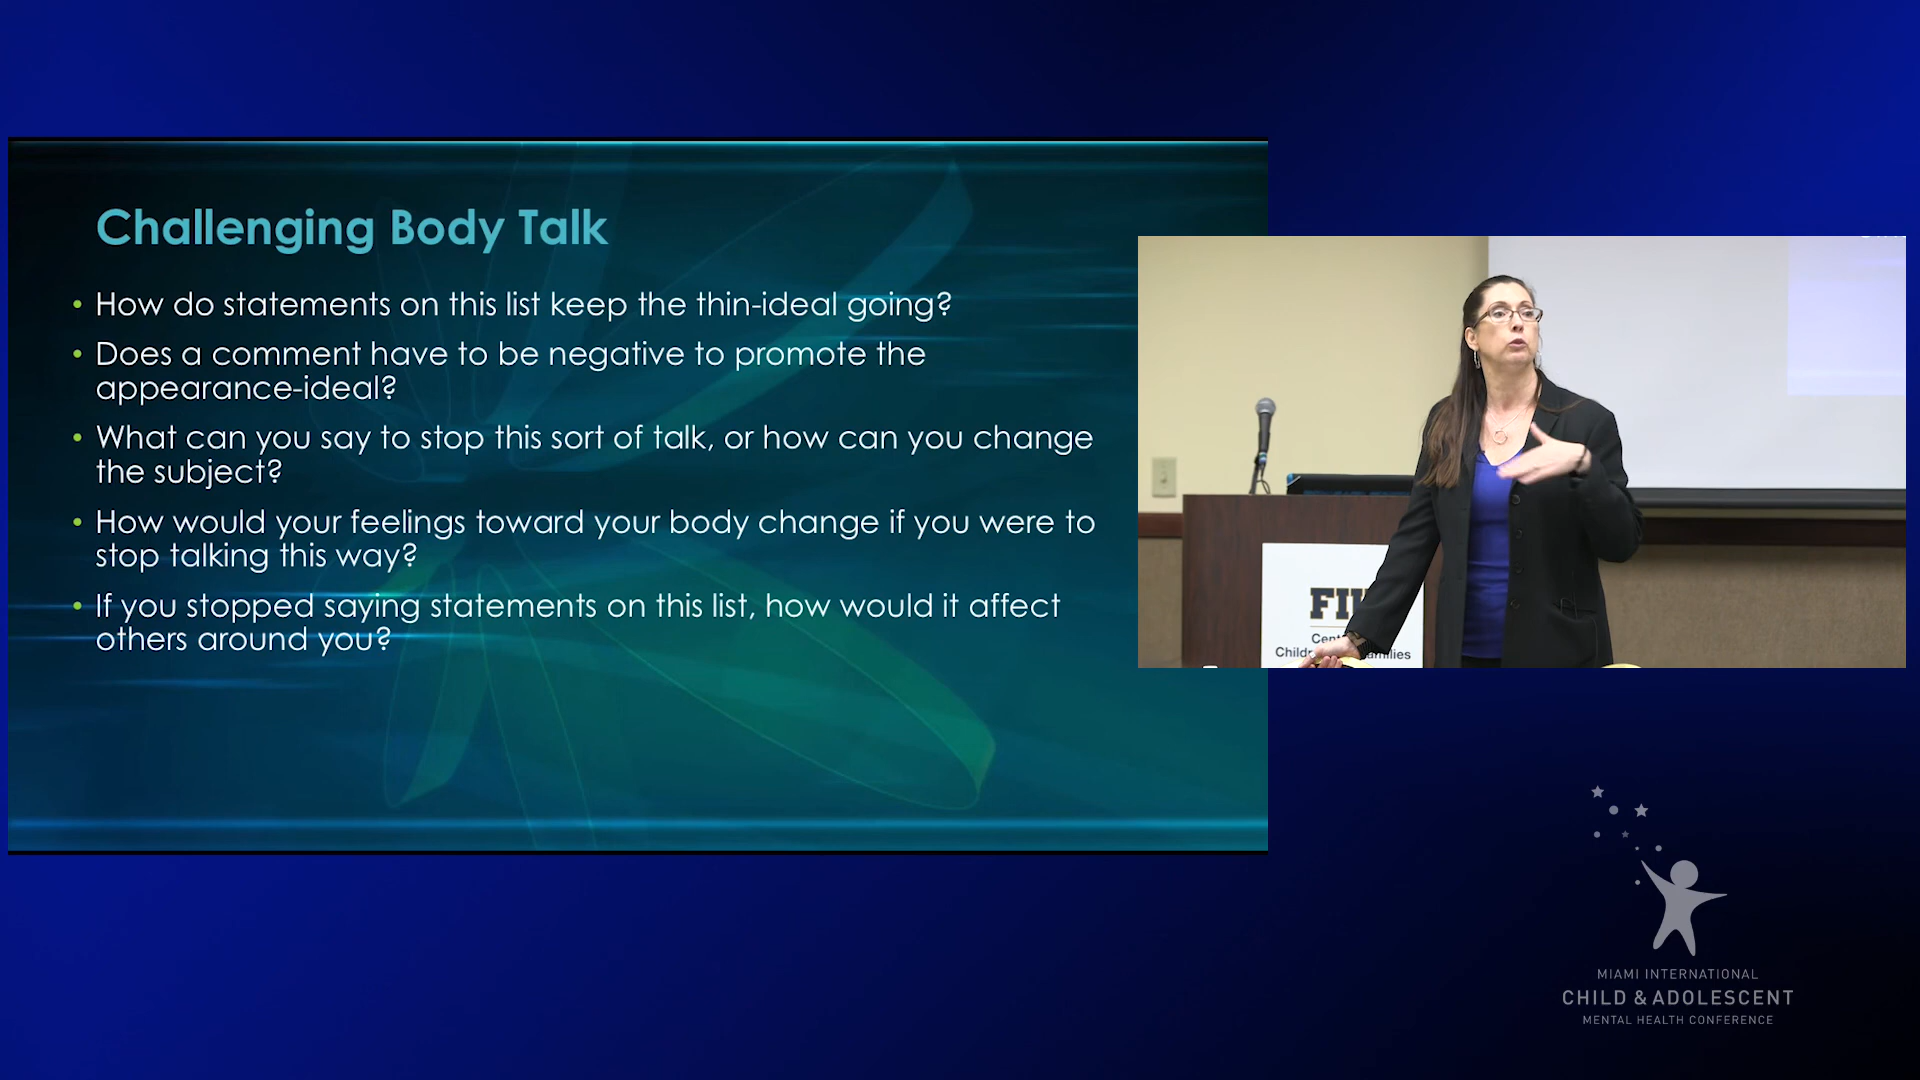 Challenging Body Talk
• How do statements on this list keep the thin-ideal going?
• Does a comment have to be negative to promote the
appearance-ideal?
• What can you say to stop this sort of talk, or how can you change
the subject?
• How would your feelings toward your body change if you were to
stop talking this way?
• If you stopped saying statements on this list, how would it affect
others around you?
MIAMI INTERNATIONAL
CHILD & ADOLESCENT
MENTAL HEALTH CONFERENCE